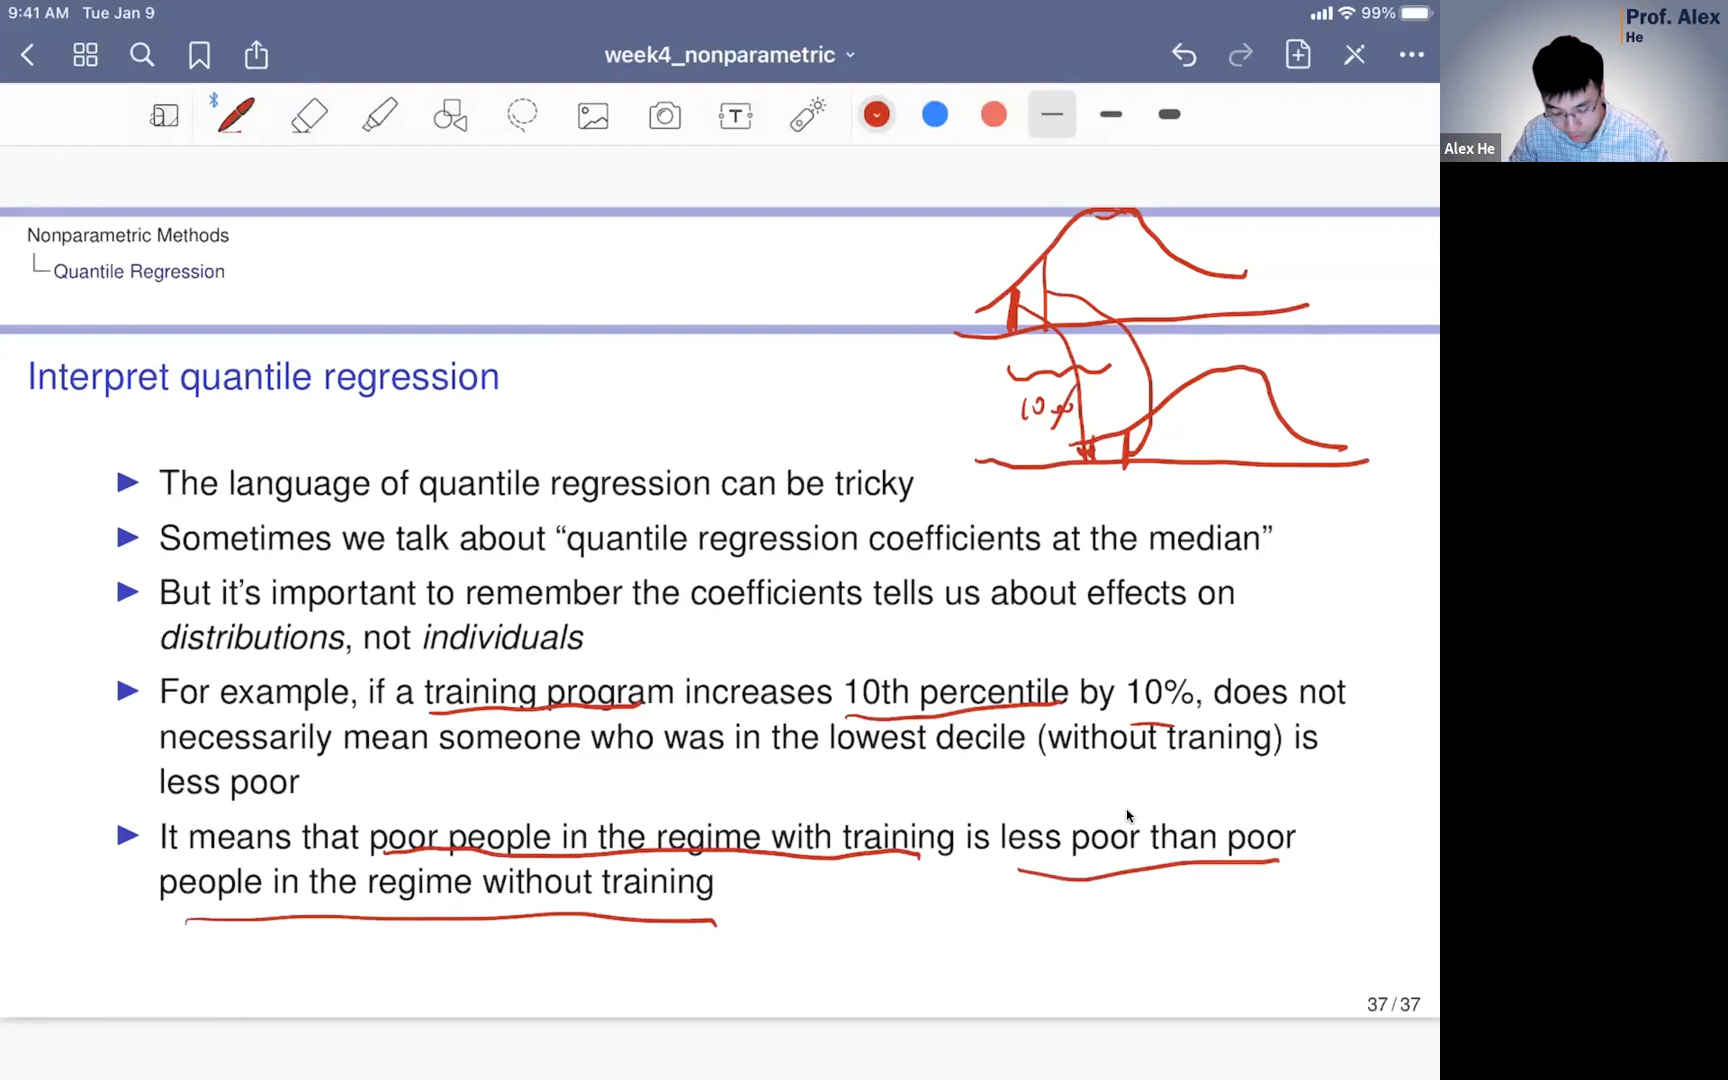 9:41 AM Tue Jan 9
99%
week4_nonparametric
T
Prof. Alex
He
Alex He
Nonparametric Methods
Quantile Regression
Interpret quantile regression
10%
The language of quantile regression can be tricky
Sometimes we talk about “quantile regression coefficients at the median”
But it’s important to remember the coefficients tells us about effects on
distributions, not individuals
For example, if a training program increases 10th percentile by 10%, does not
necessarily mean someone who was in the lowest decile (without traning) is
less poor
It means that poor people in the regime with training is less poor than poor
people in the regime without training
37 / 37